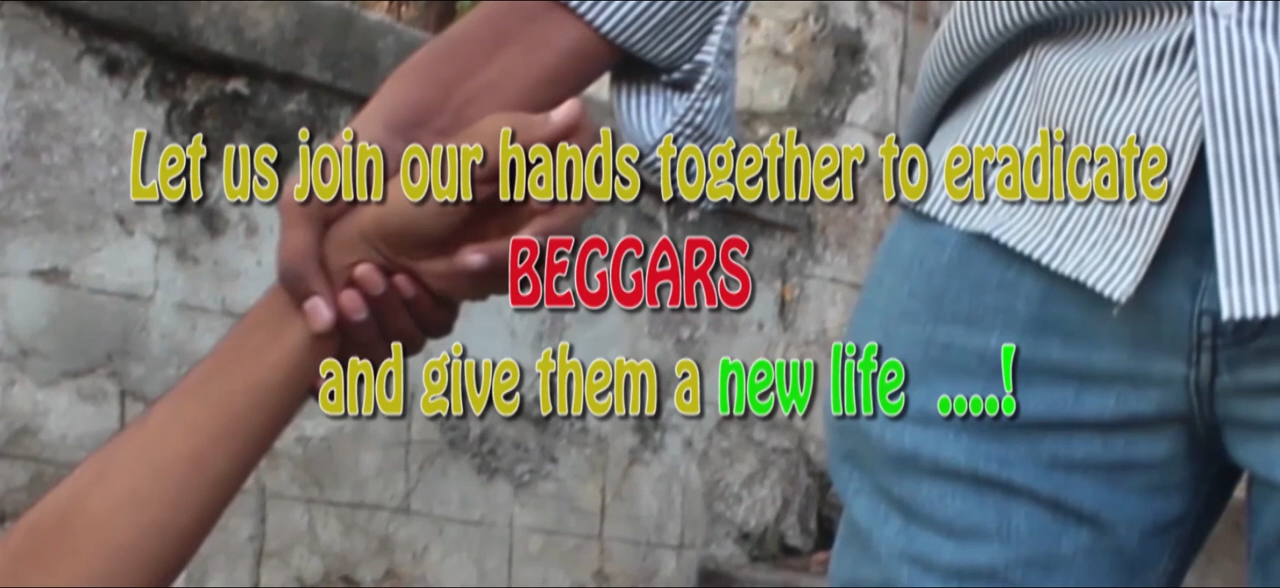 Let us join our hands together to eradicate
BEGGARS
and give them a new life ....!